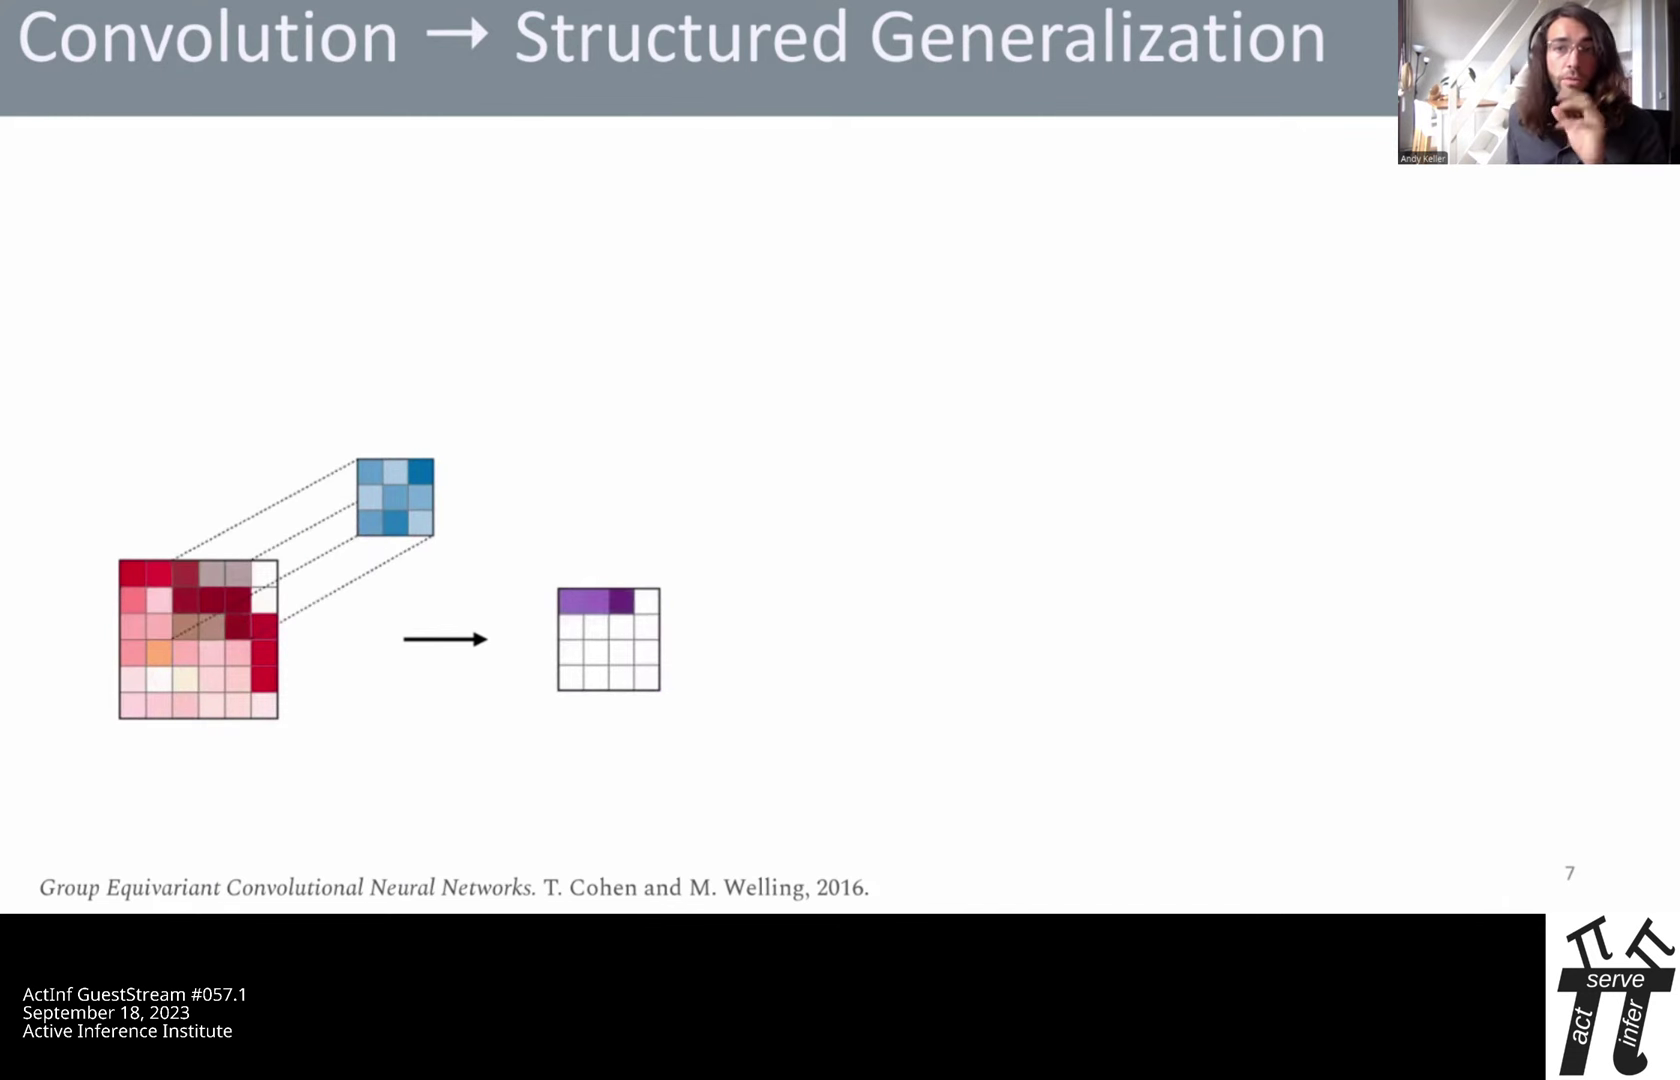 Convolution → Structured Generalization
Andy Keller
Group Equivariant Convolutional Neural Networks. T. Cohen and M. Welling, 2016.
7
ActInf GuestStream #057.1
September 18, 2023
Active Inference Institute
serve
act
infer